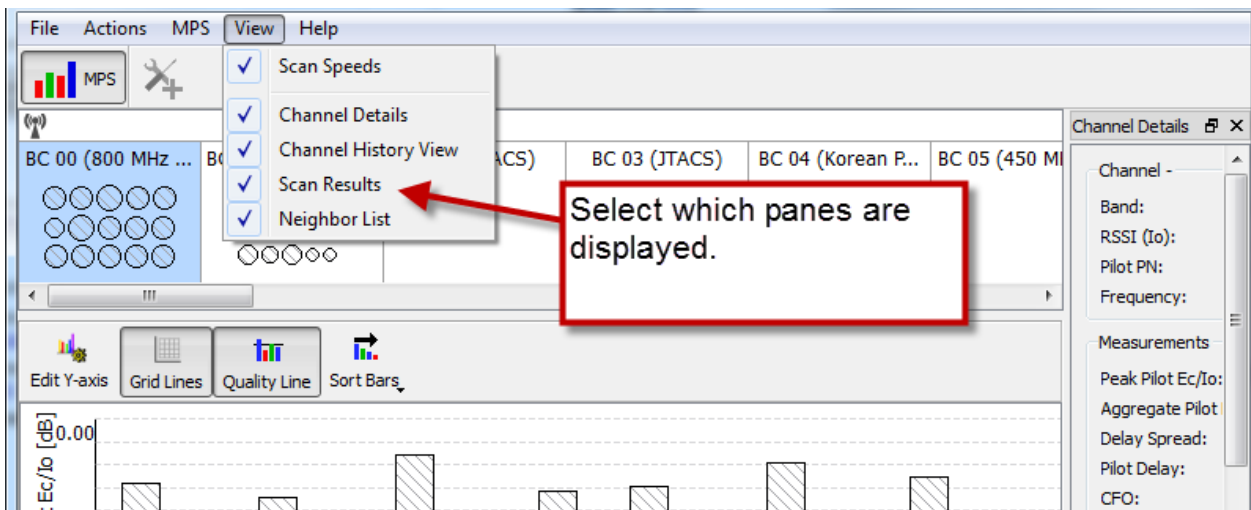 File Actions MPS View Help
MPS
Scan Speeds
Channel Details
Channel History View
Scan Results
Neighbor List
BC 00 (800 MHz ...
BC 03 (JTACS)
BC 04 (Korean P...
BC 05 (450 MH
Select which panes are
displayed.
Channel Details
Channel -
Band:
RSSI (Io):
Pilot PN:
Frequency:
Measurements
Peak Pilot Ec/Io:
Aggregate Pilot
Delay Spread:
Pilot Delay:
CFO:
Edit Y-axis
Grid Lines
Quality Line
Sort Bars
0.00
Ec/Io [dB]